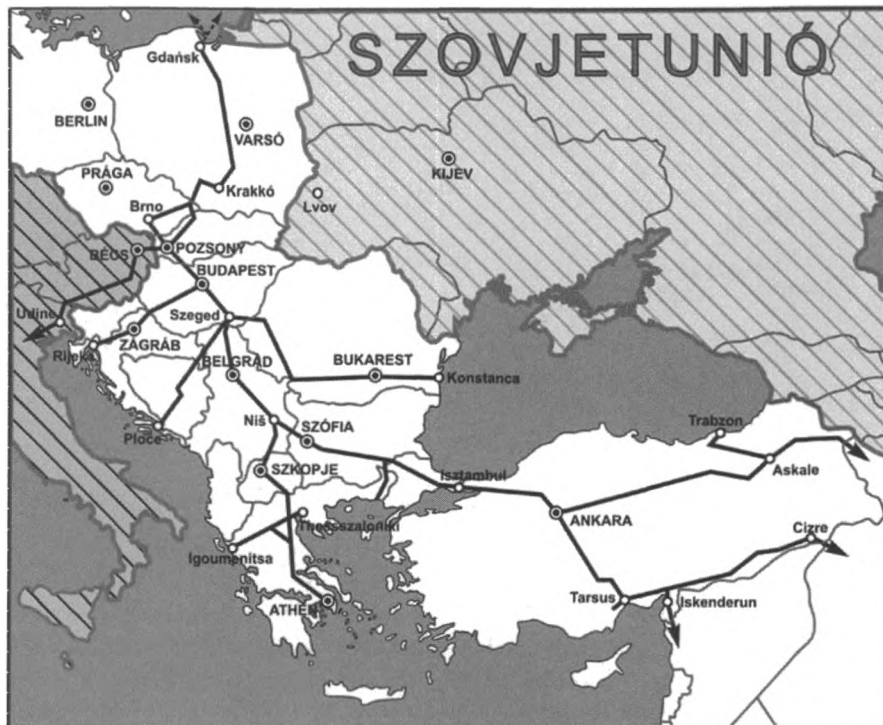 SZOVJETUNIÓ
Gdańsk
BERLIN
VARSÓ
KIJEV
PRÁGA
Krakkó
Lvov
Brno
POZSONY
BÉCS
BUDAPEST
Udine
Szeged
ZÁGRÁB
Rijeka
BELGRÁD
BUKAREST
Konstanca
Ploče
Niš
SZÓFIA
Trabzon
Askale
SZKOPJE
Isztambul
ANKARA
Thesszaloniki
Cizre
Igoumenitsa
Tarsus
Iskenderun
ATHÉN